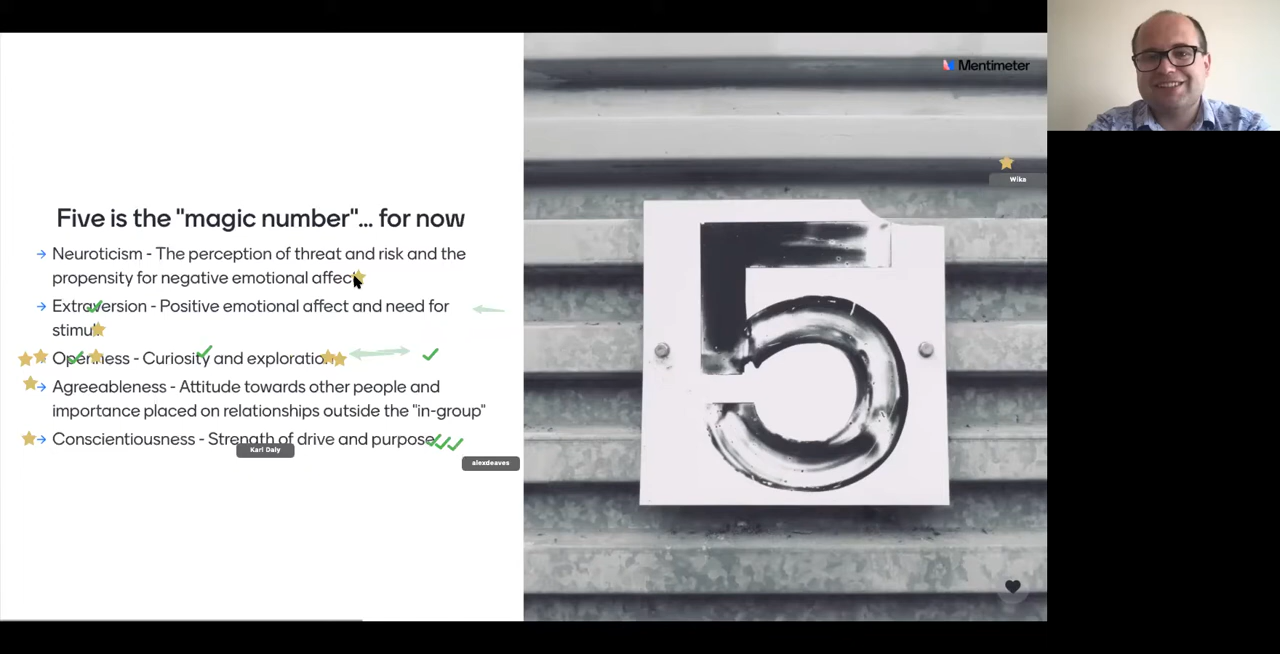 Mentimeter
Wika
Five is the "magic number"... for now
Neuroticism - The perception of threat and risk and the
propensity for negative emotional affect
Extraversion - Positive emotional affect and need for
stimuli
Openness - Curiosity and exploration
Agreeableness - Attitude towards other people and
importance placed on relationships outside the "in-group"
Conscientiousness - Strength of drive and purpose
Karl Daly
alexdeaves
5